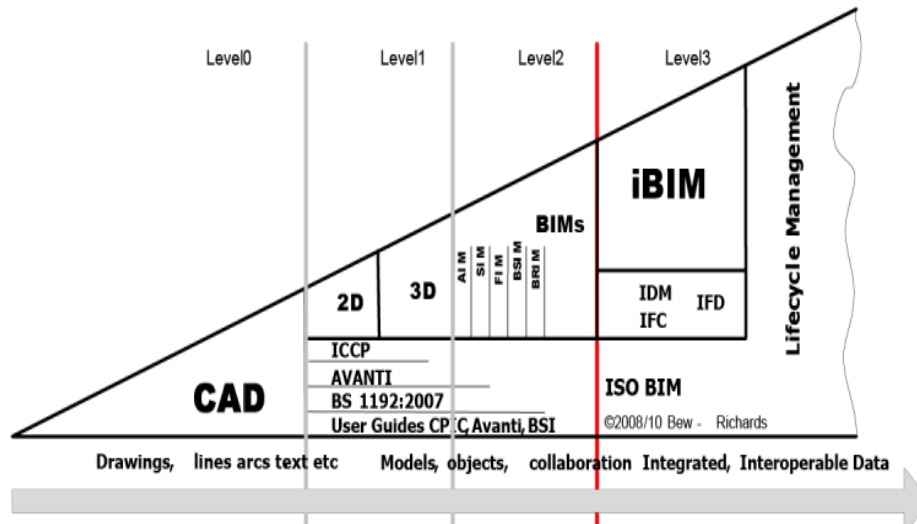 Level0
Level1
Level2
Level3
Lifecycle Management
iBIM
BIMs
2D
3D
AIM
SIM
FIM
BSIM
BRIM
IDM
IFD
IFC
ICCP
CAD
AVANTI
ISO BIM
BS 1192:2007
User Guides CPIC, Avanti, BSI
©2008/10 Bew - Richards
Drawings, lines arcs text etc
Models, objects, collaboration
Integrated, Interoperable Data